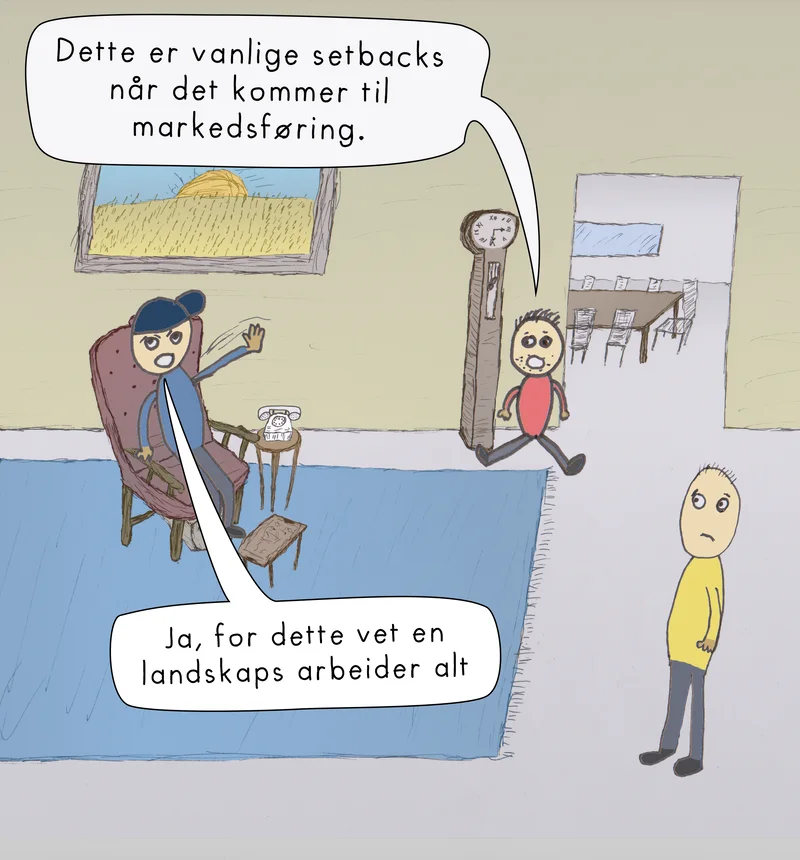 Dette er vanlige setbacks
når det kommer til
markedsføring.
Ja, for dette vet en
landskaps arbeider alt